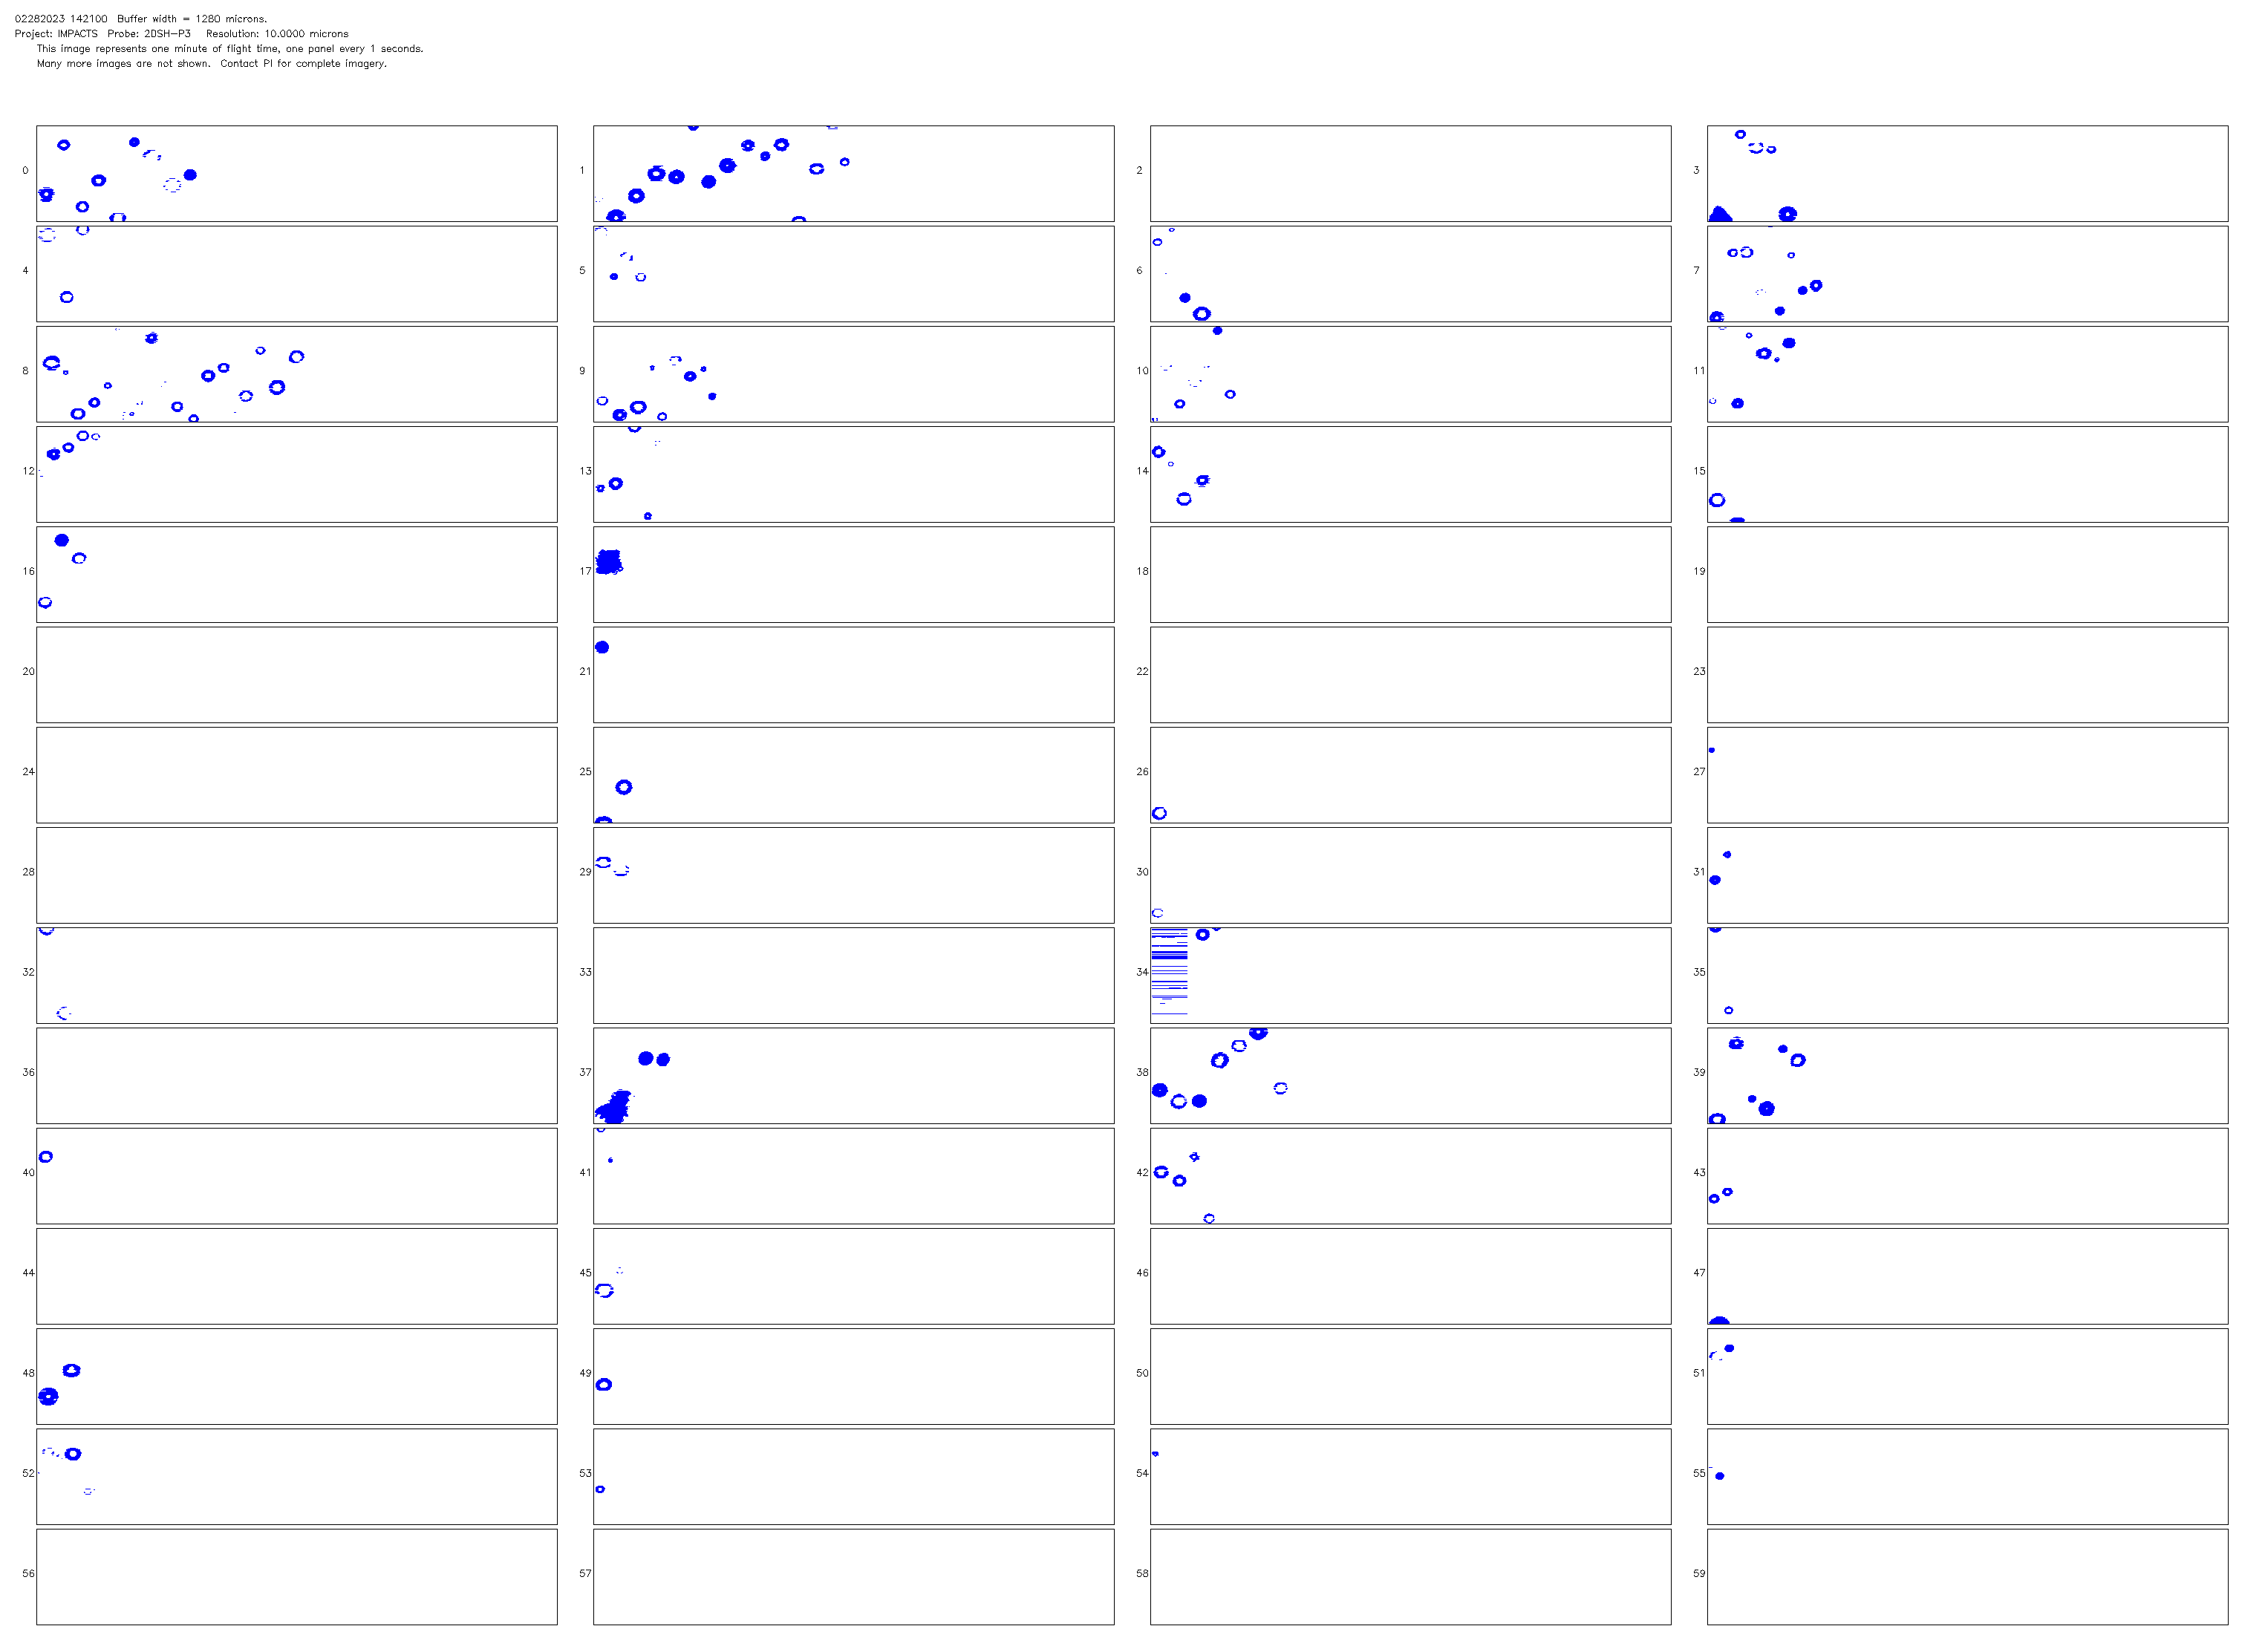 02282023 142100  Buffer width = 1280 microns.
Project: IMPACTS  Probe: 2DSH-P3    Resolution: 10.0000 microns
This image represents one minute of flight time, one panel every 1 seconds.
Many more images are not shown.  Contact PI for complete imagery.
0 1 2 3
4 5 6 7
8 9 10 11
12 13 14 15
16 17 18 19
20 21 22 23
24 25 26 27
28 29 30 31
32 33 34 35
36 37 38 39
40 41 42 43
44 45 46 47
48 49 50 51
52 53 54 55
56 57 58 59